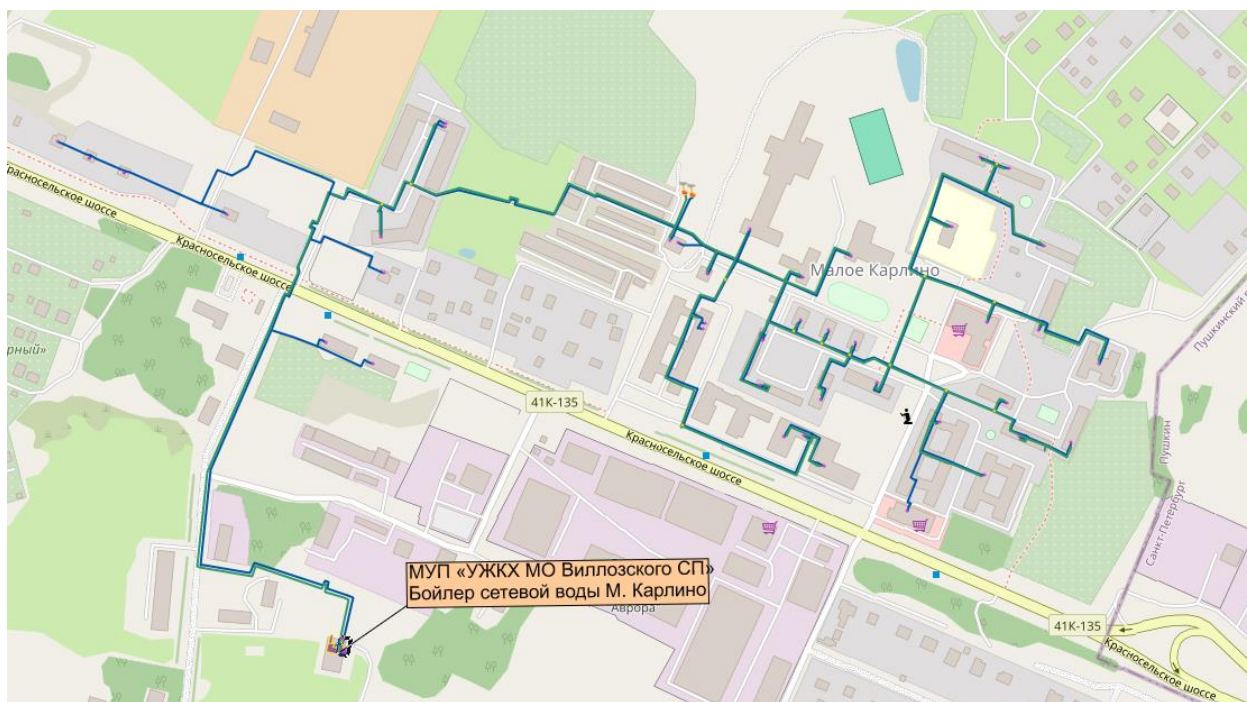 Красносельское шоссе
Красносельское шоссе
Малое Карлино
Пушкин
Санкт-Петербург
41К-135
Красносельское шоссе
МУП «УЖКХ МО Виллозского СП»
Бойлер сетевой воды М. Карлино
Аврора
41К-135
Красносельское шоссе